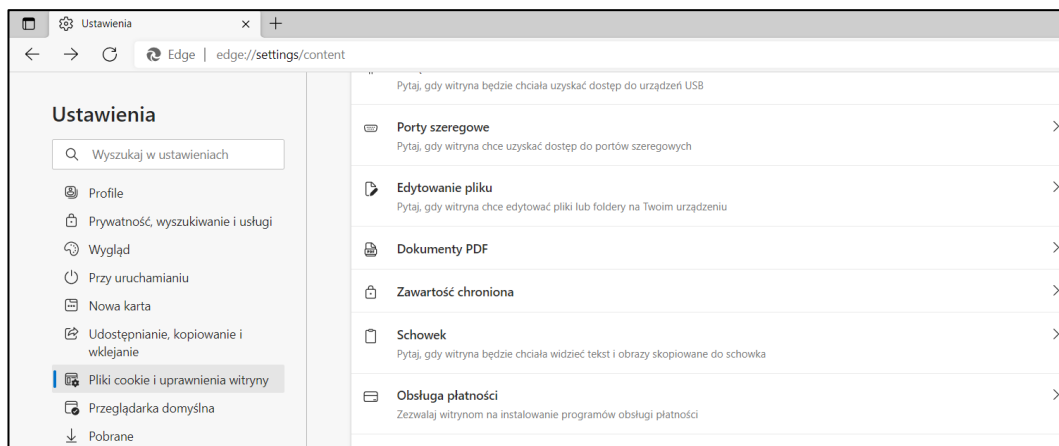 Ustawienia
Edge | edge://settings/content
Ustawienia
Wyszukaj w ustawieniach
Profile
Prywatność, wyszukiwanie i usługi
Wygląd
Przy uruchamianiu
Nowa karta
Udostępnianie, kopiowanie i
wklejanie
Pliki cookie i uprawnienia witryny
Przeglądarka domyślna
Pobrane
Pytaj, gdy witryna będzie chciała uzyskać dostęp do urządzeń USB
Porty szeregowe
Pytaj, gdy witryna chce uzyskać dostęp do portów szeregowych
Edytowanie pliku
Pytaj, gdy witryna chce edytować pliki lub foldery na Twoim urządzeniu
Dokumenty PDF
Zawartość chroniona
Schowek
Pytaj, gdy witryna będzie chciała widzieć tekst i obrazy skopiowane do schowka
Obsługa płatności
Zezwalaj witrynom na instalowanie programów obsługi płatności